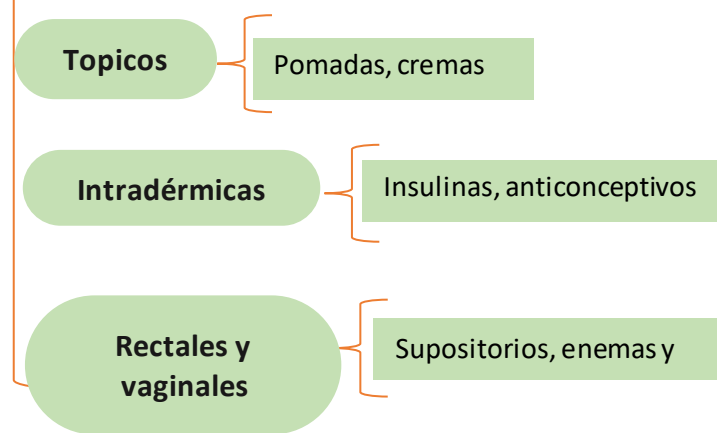 Topicos
Pomadas, cremas
Intradérmicas
Insulinas, anticonceptivos
Rectales y
vaginales
Supositorios, enemas y